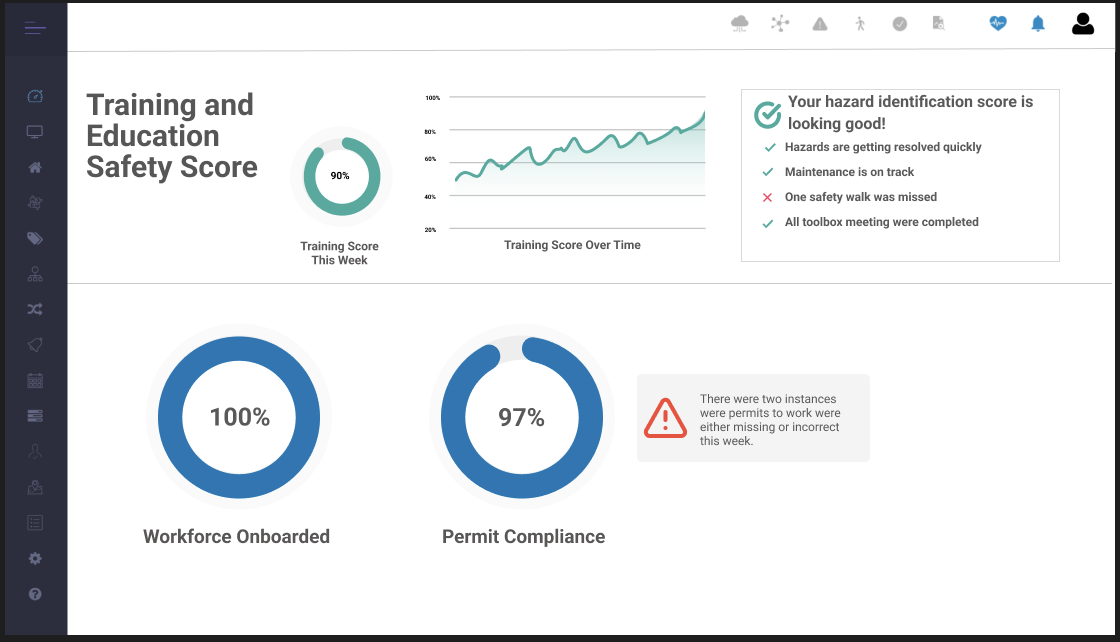 Training and
Education
Safety Score
90%
Training Score
This Week
100%
80%
60%
40%
20%
Training Score Over Time
Your hazard identification score is
looking good!
Hazards are getting resolved quickly
Maintenance is on track
One safety walk was missed
All toolbox meeting were completed
100%
Workforce Onboarded
97%
Permit Compliance
There were two instances
were permits to work were
either missing or incorrect
this week.